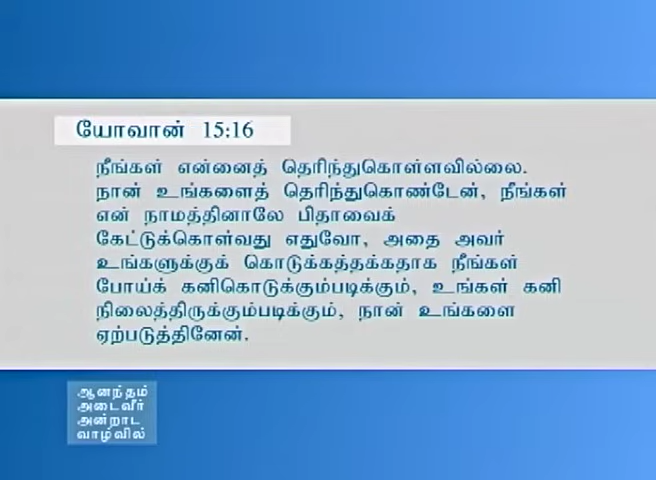 யோவான் 15:16
நீங்கள் என்னைத் தெரிந்துகொள்ளவில்லை.
நான் உங்களைத் தெரிந்துகொண்டேன், நீங்கள்
என் நாமத்தினாலே பிதாவைக்
கேட்டுக்கொள்வது எதுவோ, அதை அவர்
உங்களுக்குக் கொடுக்கத்தக்கதாக நீங்கள்
போய்க் கனிகொடுக்கும்படிக்கும், உங்கள் கனி
நிலைத்திருக்கும்படிக்கும், நான் உங்களை
ஏற்படுத்தினேன்.
ஆனந்தம்
அடைவீர்
அன்றாட
வாழ்வில்